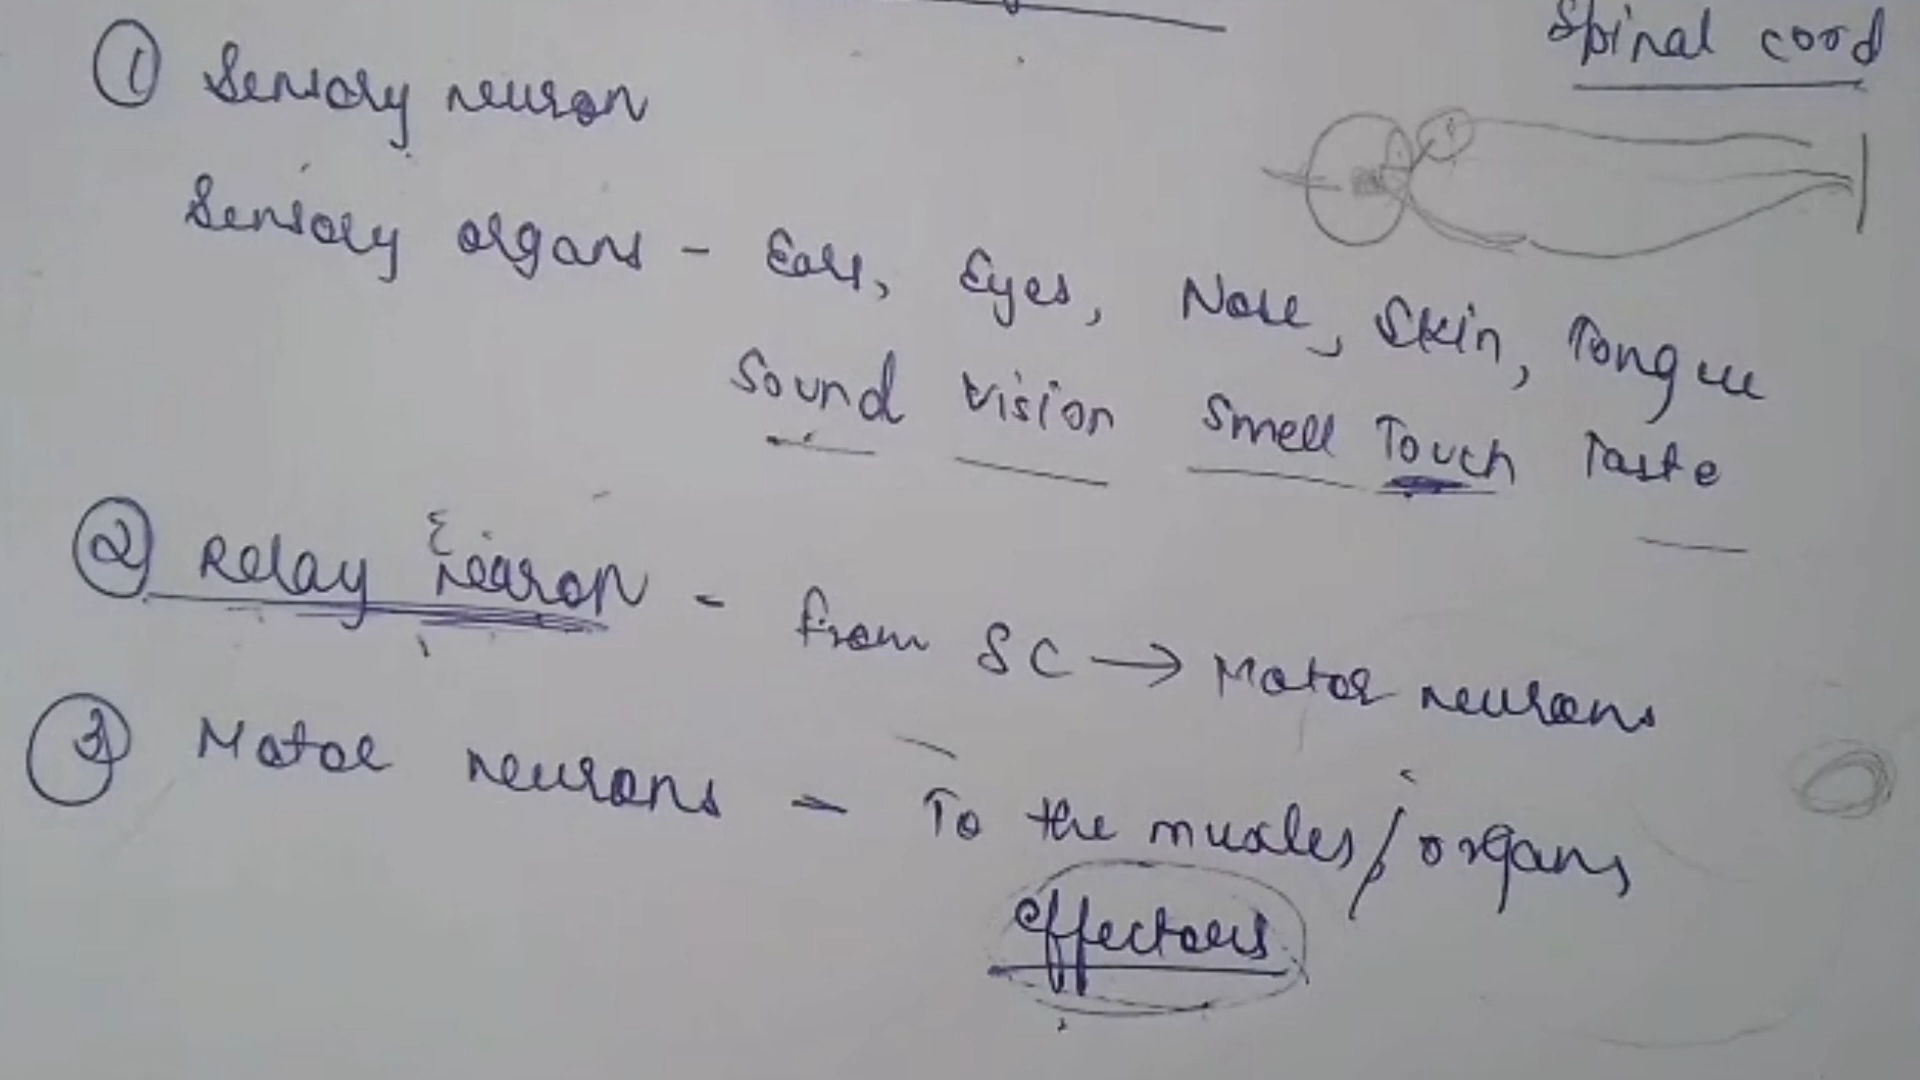 Spinal cord
① Sensory neuron
Sensory organs - Ears, Eyes, Nose, Skin, Tongue
Sound Vision Smell Touch Taste
② Relay neuron - from SC → Motor neurons
③ Motor neurons - To the muscles/organs
effectors